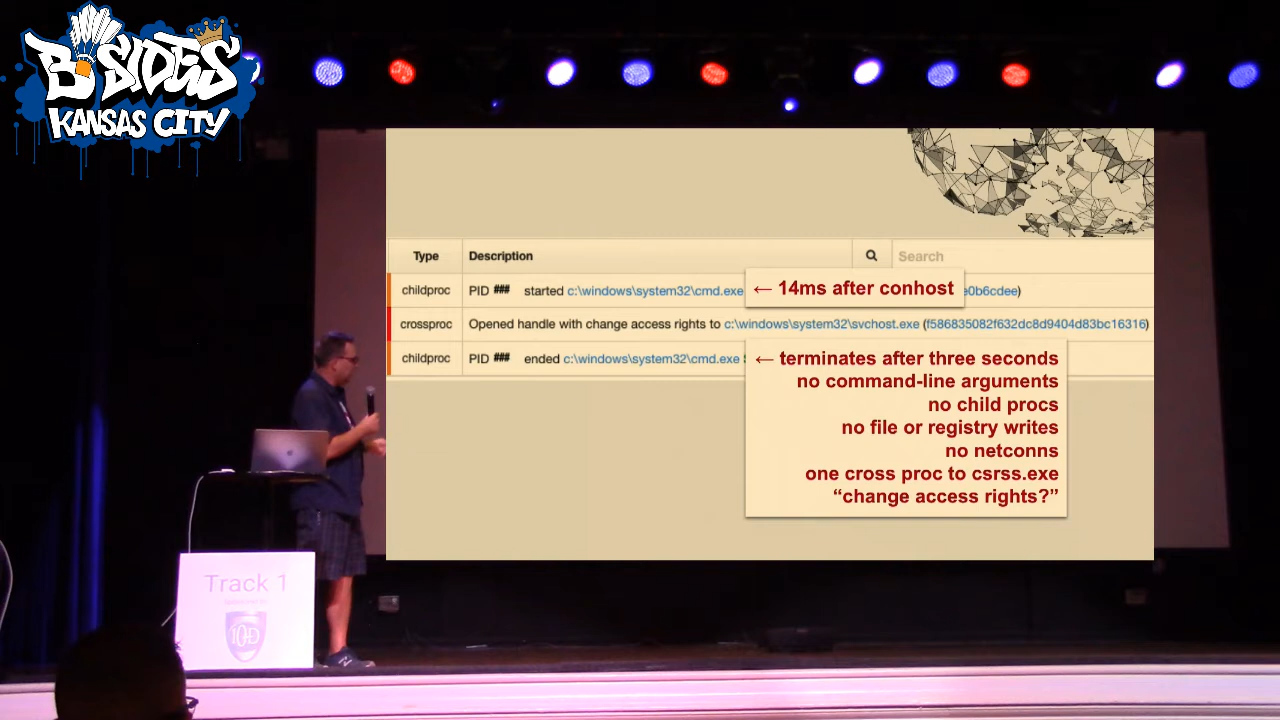 B·SIDES
KANSAS CITY
Type Description Search
childproc PID ### started c:\windows\system32\cmd.exe e0b6cdee)
← 14ms after conhost
crossproc Opened handle with change access rights to c:\windows\system32\svchost.exe (f586835082f632dc8d9404d83bc16316)
childproc PID ### ended c:\windows\system32\cmd.exe
← terminates after three seconds
no command-line arguments
no child procs
no file or registry writes
no netconns
one cross proc to csrss.exe
“change access rights?”
Track 1